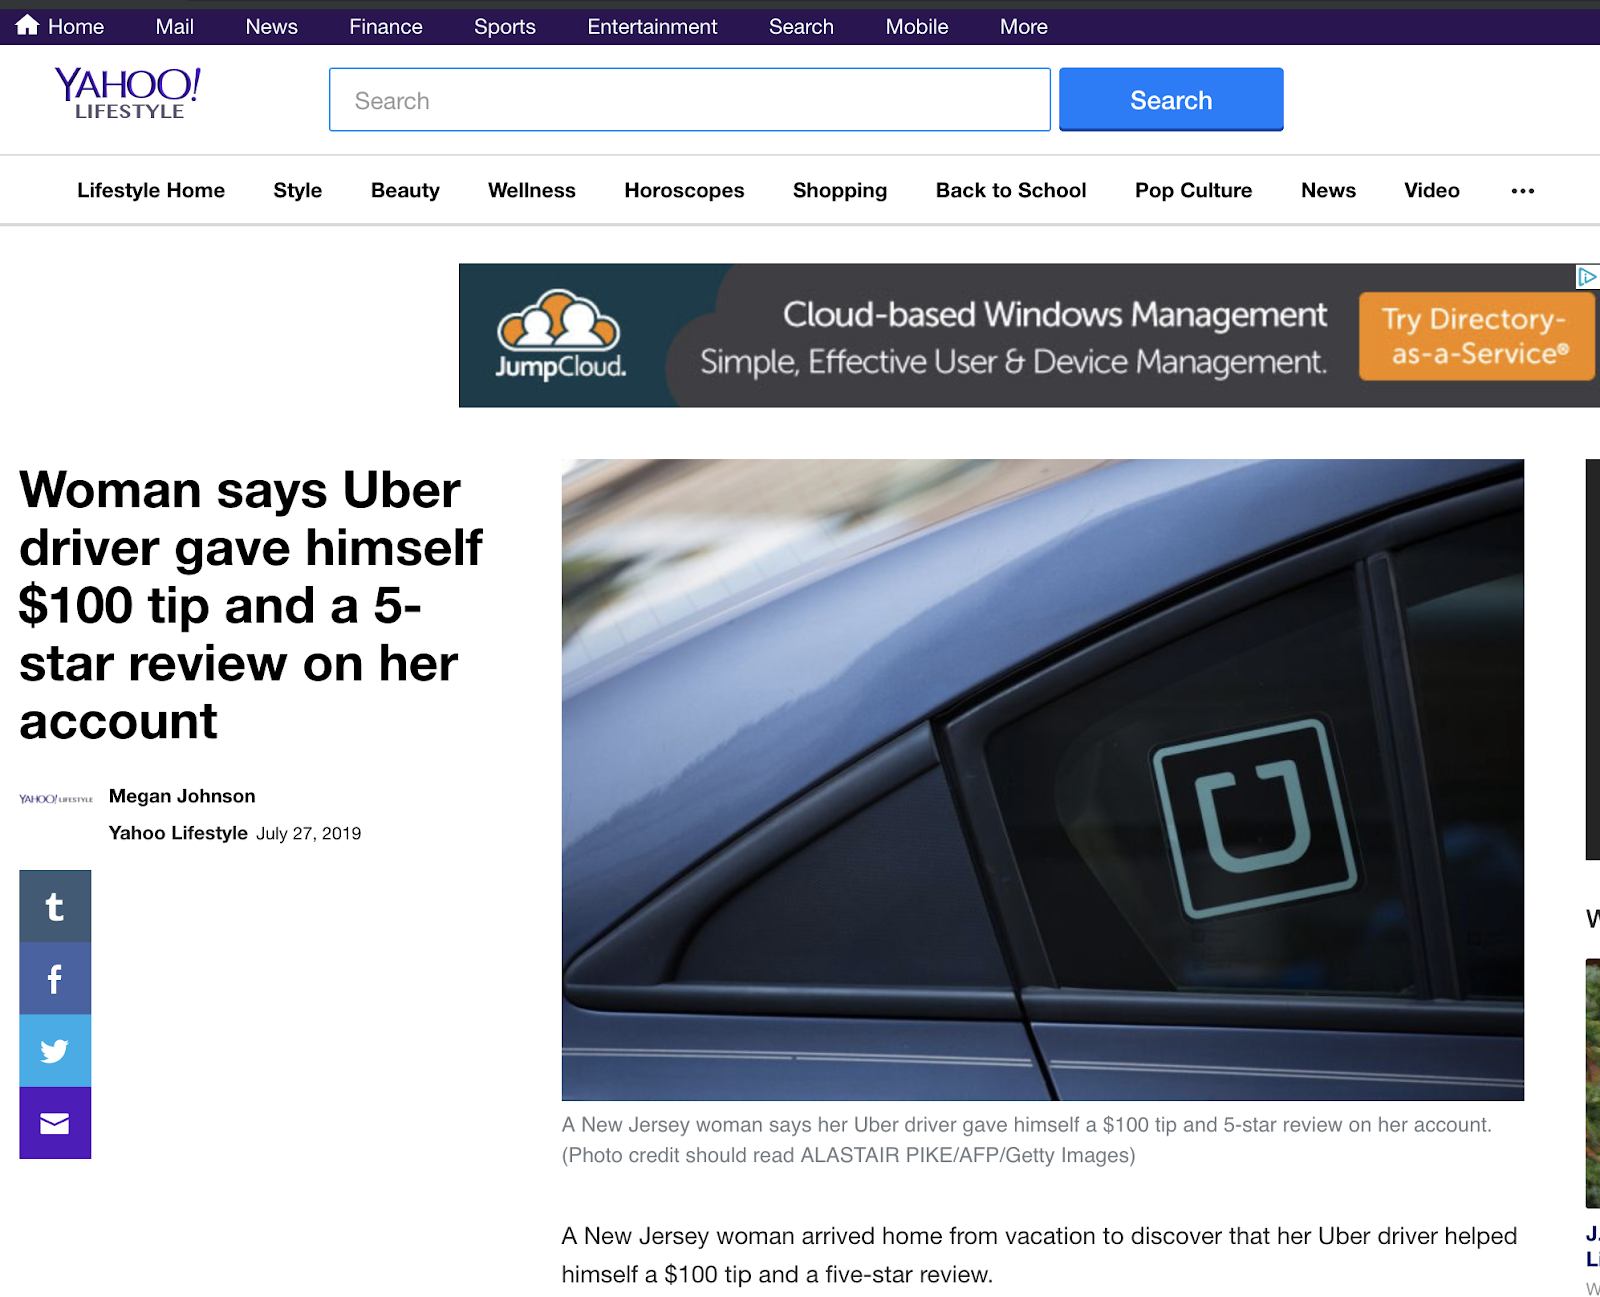 Home Mail News Finance Sports Entertainment Search Mobile More
YAHOO!
LIFESTYLE
Search
Search
Lifestyle Home Style Beauty Wellness Horoscopes Shopping Back to School Pop Culture News Video ...
JumpCloud.
Cloud-based Windows Management
Simple, Effective User & Device Management.
Try Directory-
as-a-Service®
Woman says Uber
driver gave himself
$100 tip and a 5-
star review on her
account
YAHOO! LIFESTYLE
Megan Johnson
Yahoo Lifestyle July 27, 2019
A New Jersey woman says her Uber driver gave himself a $100 tip and 5-star review on her account.
(Photo credit should read ALASTAIR PIKE/AFP/Getty Images)
A New Jersey woman arrived home from vacation to discover that her Uber driver helped
himself a $100 tip and a five-star review.